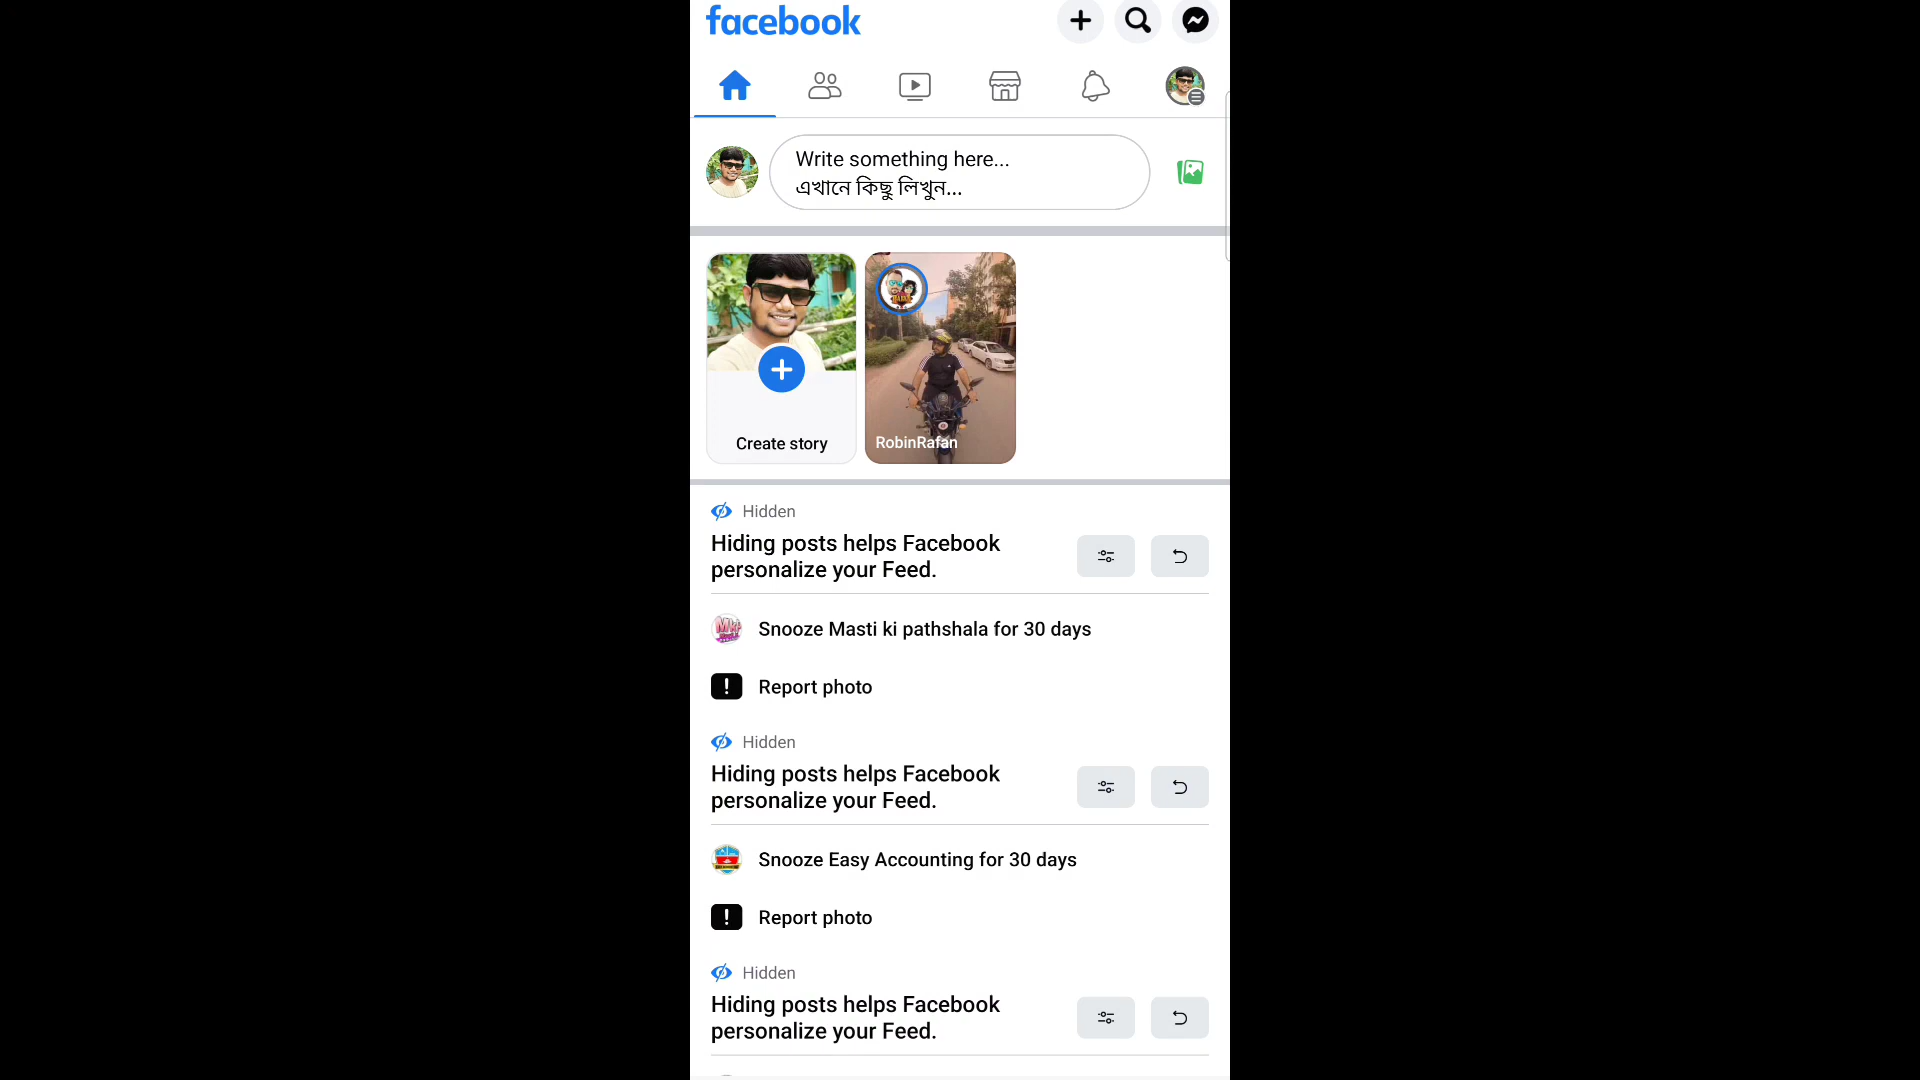 facebook
Write something here...
এখানে কিছু লিখুন...
Create story
RobinRafan
Hidden
Hiding posts helps Facebook
personalize your Feed.
Snooze Masti ki pathshala for 30 days
Report photo
Hidden
Hiding posts helps Facebook
personalize your Feed.
Snooze Easy Accounting for 30 days
Report photo
Hidden
Hiding posts helps Facebook
personalize your Feed.